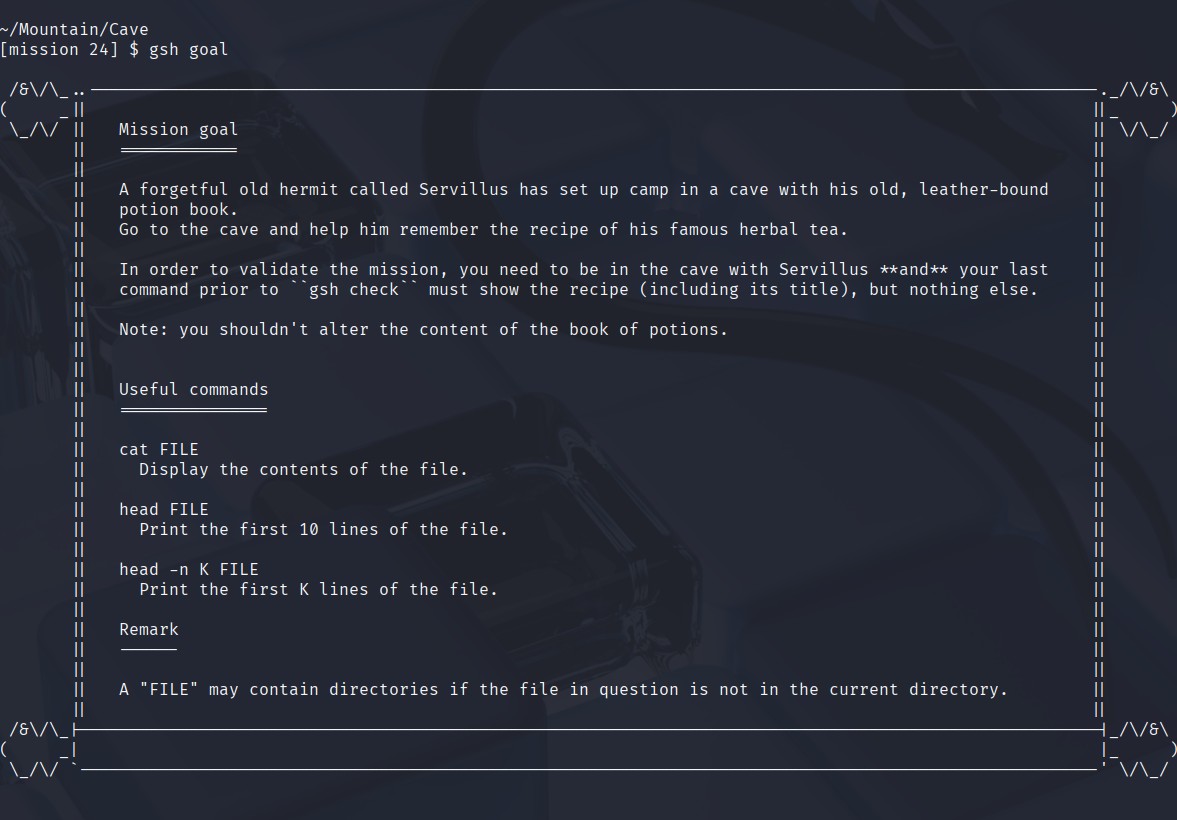 ~/Mountain/Cave
[mission 24] $ gsh goal
Mission goal
A forgetful old hermit called Servillus has set up camp in a cave with his old, leather-bound
potion book.
Go to the cave and help him remember the recipe of his famous herbal tea.
In order to validate the mission, you need to be in the cave with Servillus **and** your last
command prior to ``gsh check`` must show the recipe (including its title), but nothing else.
Note: you shouldn't alter the content of the book of potions.
Useful commands
cat FILE
Display the contents of the file.
head FILE
Print the first 10 lines of the file.
head -n K FILE
Print the first K lines of the file.
Remark
A "FILE" may contain directories if the file in question is not in the current directory.